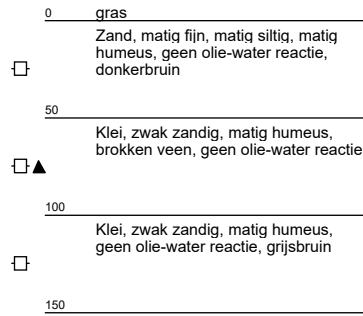 0 gras
Zand, matig fijn, matig siltig, matig
humeus, geen olie-water reactie,
donkerbruin
50
Klei, zwak zandig, matig humeus,
brokken veen, geen olie-water reactie
100
Klei, zwak zandig, matig humeus,
geen olie-water reactie, grijsbruin
150